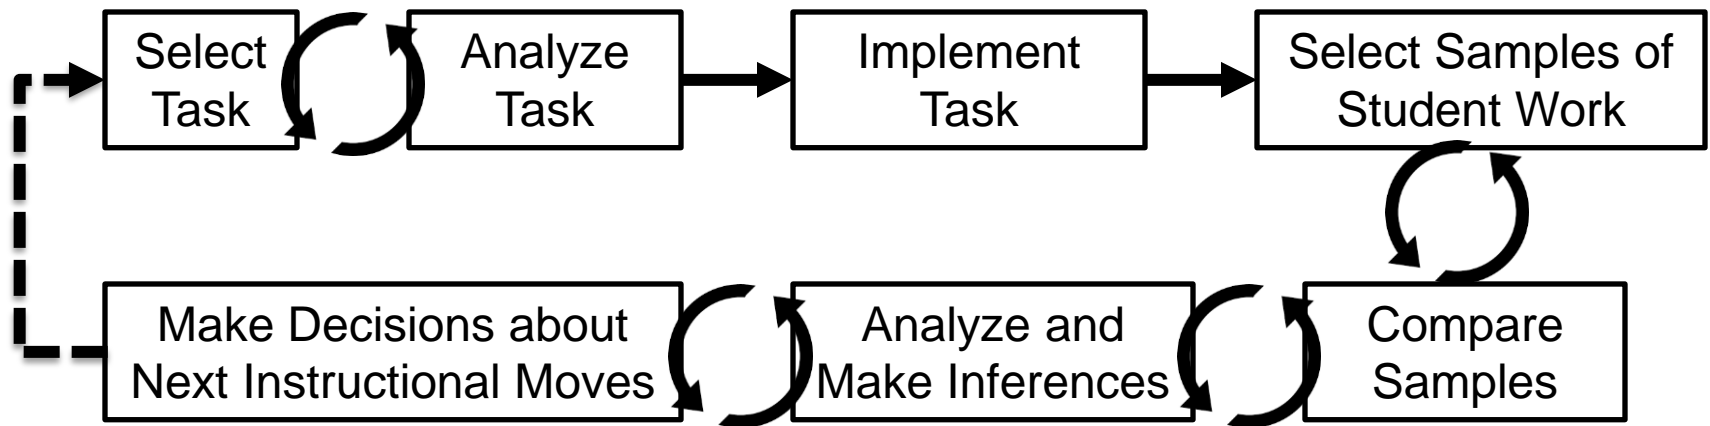 Select
Task
Analyze
Task
Implement
Task
Select Samples of
Student Work
Make Decisions about
Next Instructional Moves
Analyze and
Make Inferences
Compare
Samples